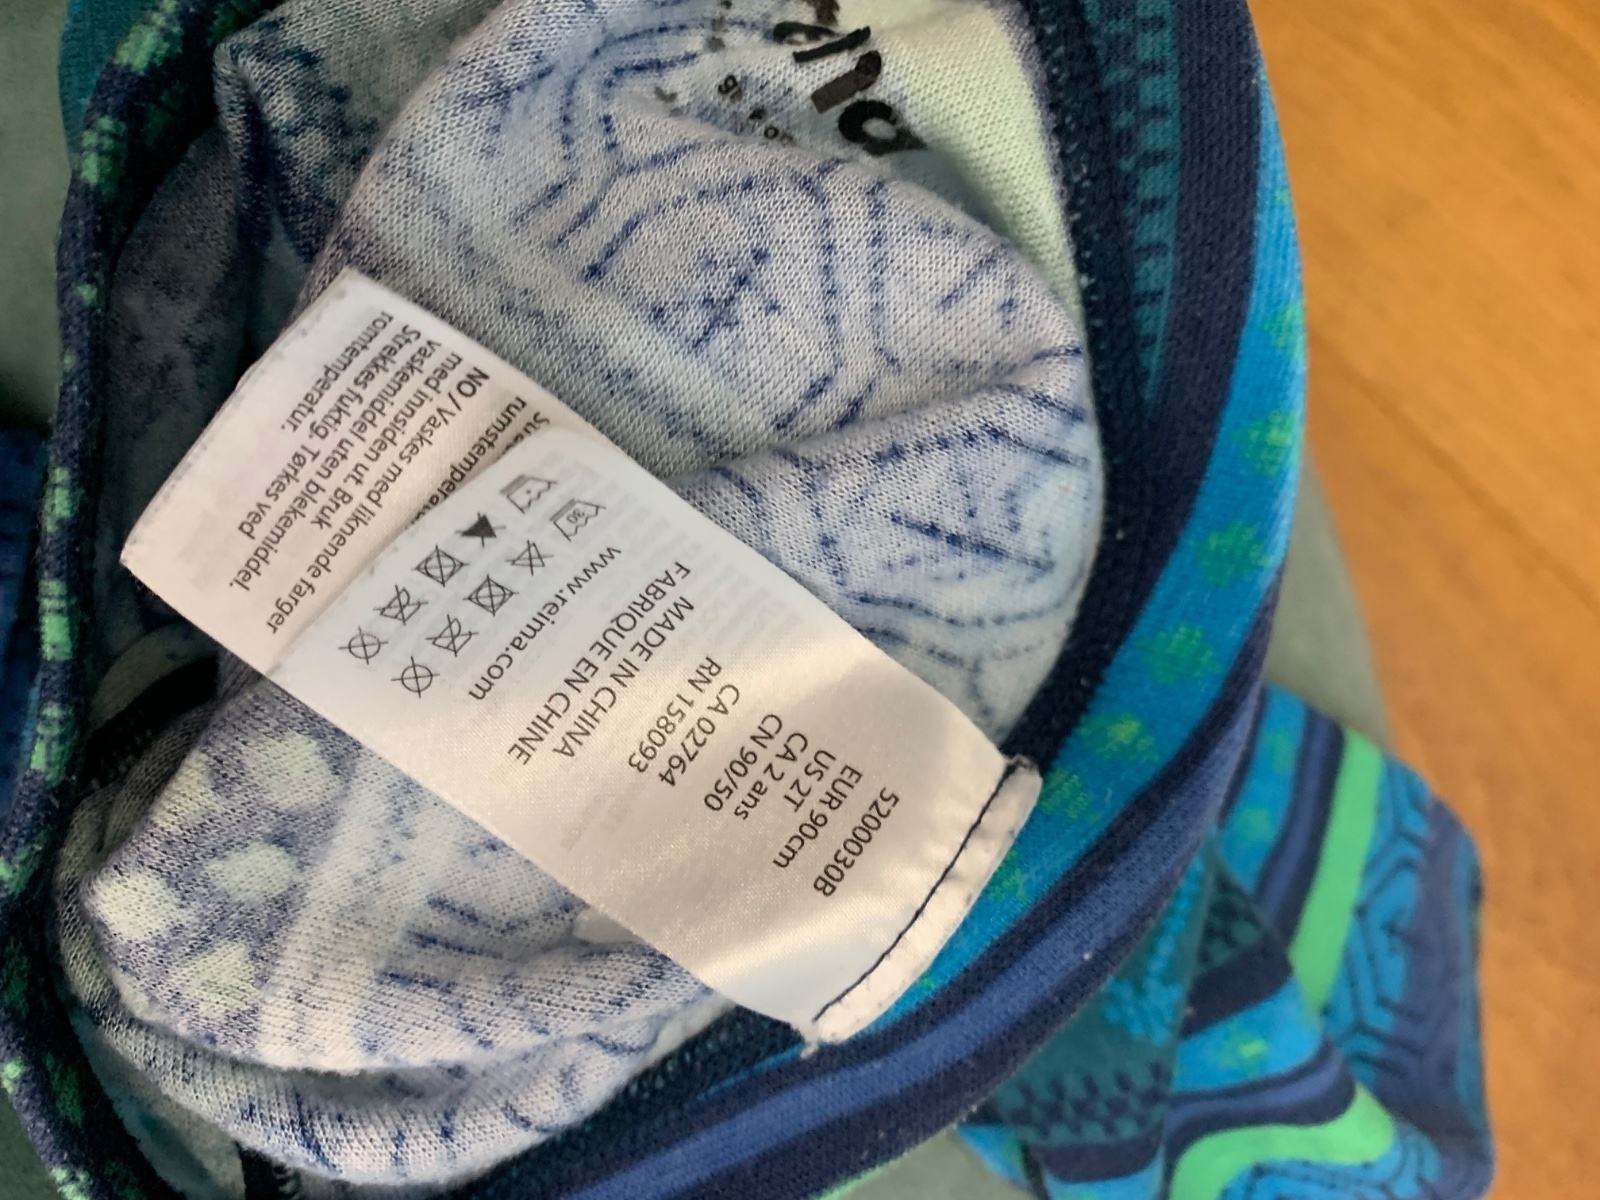 5200030B
EUR 90cm
US 2T
CA 2 ans
CN 90/50
CA 02764
RN 158093
MADE IN CHINA
FABRIQUE EN CHINE
www.reima.com
30
rumstempera
NO / Vaskes med liknende farger
med innsiden ut. Bruk
vaskemiddel uten blekemiddel.
Strekkes fuktig. Tørkes ved
romtemperatur.